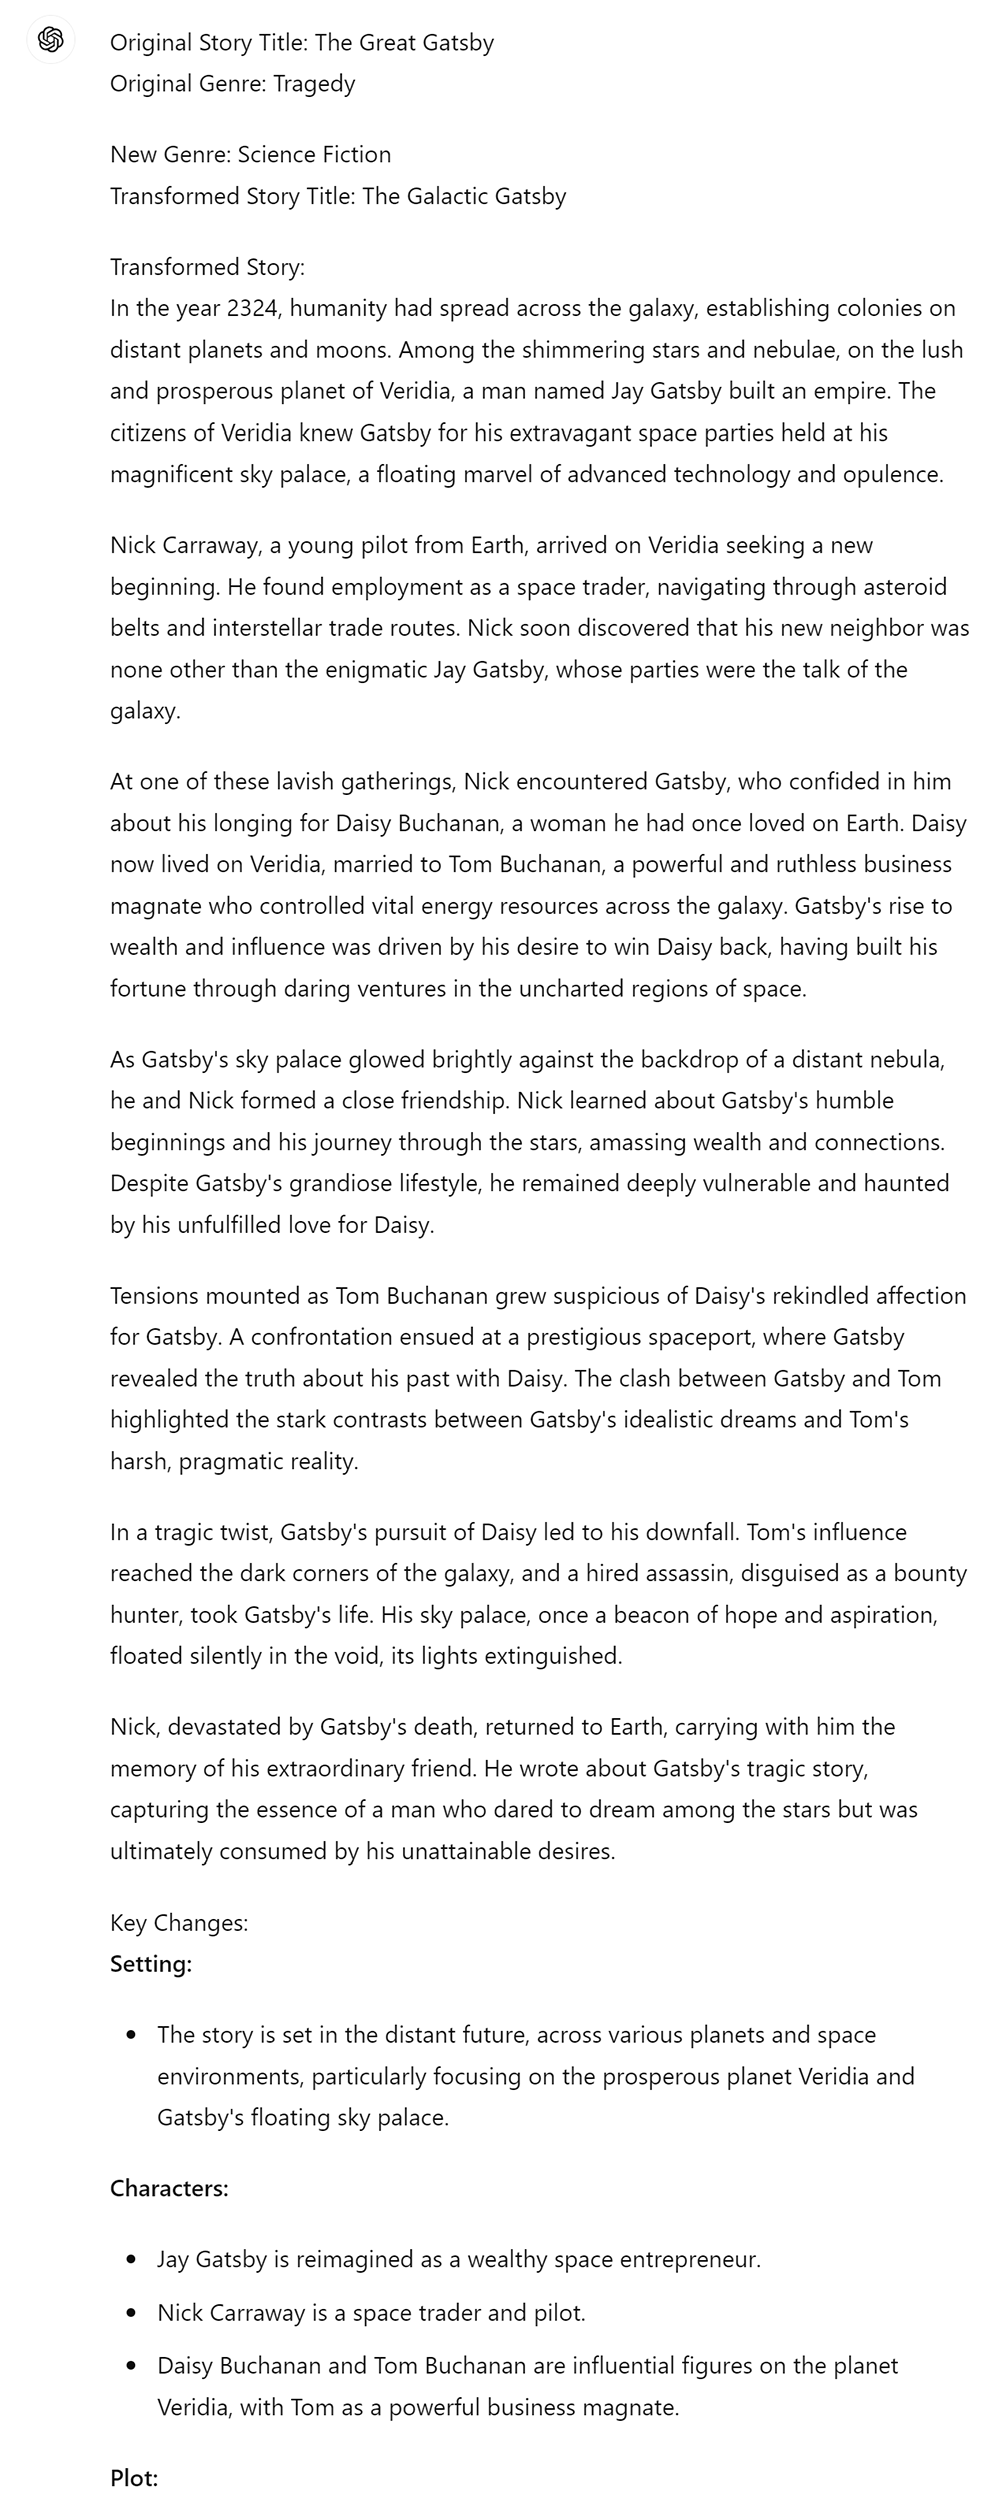 Original Story Title: The Great Gatsby
Original Genre: Tragedy
New Genre: Science Fiction
Transformed Story Title: The Galactic Gatsby
Transformed Story:
In the year 2324, humanity had spread across the galaxy, establishing colonies on
distant planets and moons. Among the shimmering stars and nebulae, on the lush
and prosperous planet of Veridia, a man named Jay Gatsby built an empire. The
citizens of Veridia knew Gatsby for his extravagant space parties held at his
magnificent sky palace, a floating marvel of advanced technology and opulence.
Nick Carraway, a young pilot from Earth, arrived on Veridia seeking a new
beginning. He found employment as a space trader, navigating through asteroid
belts and interstellar trade routes. Nick soon discovered that his new neighbor was
none other than the enigmatic Jay Gatsby, whose parties were the talk of the
galaxy.
At one of these lavish gatherings, Nick encountered Gatsby, who confided in him
about his longing for Daisy Buchanan, a woman he had once loved on Earth. Daisy
now lived on Veridia, married to Tom Buchanan, a powerful and ruthless business
magnate who controlled vital energy resources across the galaxy. Gatsby's rise to
wealth and influence was driven by his desire to win Daisy back, having built his
fortune through daring ventures in the uncharted regions of space.
As Gatsby's sky palace glowed brightly against the backdrop of a distant nebula,
he and Nick formed a close friendship. Nick learned about Gatsby's humble
beginnings and his journey through the stars, amassing wealth and connections.
Despite Gatsby's grandiose lifestyle, he remained deeply vulnerable and haunted
by his unfulfilled love for Daisy.
Tensions mounted as Tom Buchanan grew suspicious of Daisy's rekindled affection
for Gatsby. A confrontation ensued at a prestigious spaceport, where Gatsby
revealed the truth about his past with Daisy. The clash between Gatsby and Tom
highlighted the stark contrasts between Gatsby's idealistic dreams and Tom's
harsh, pragmatic reality.
In a tragic twist, Gatsby's pursuit of Daisy led to his downfall. Tom's influence
reached the dark corners of the galaxy, and a hired assassin, disguised as a bounty
hunter, took Gatsby's life. His sky palace, once a beacon of hope and aspiration,
floated silently in the void, its lights extinguished.
Nick, devastated by Gatsby's death, returned to Earth, carrying with him the
memory of his extraordinary friend. He wrote about Gatsby's tragic story,
capturing the essence of a man who dared to dream among the stars but was
ultimately consumed by his unattainable desires.
Key Changes:
Setting:
• The story is set in the distant future, across various planets and space
environments, particularly focusing on the prosperous planet Veridia and
Gatsby's floating sky palace.
Characters:
• Jay Gatsby is reimagined as a wealthy space entrepreneur.
• Nick Carraway is a space trader and pilot.
• Daisy Buchanan and Tom Buchanan are influential figures on the planet
Veridia, with Tom as a powerful business magnate.
Plot: